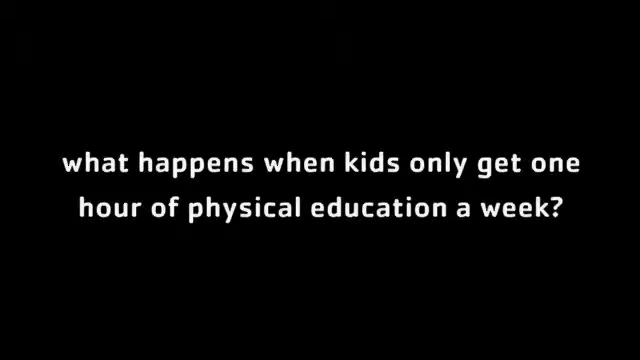 what happens when kids only get one
hour of physical education a week?